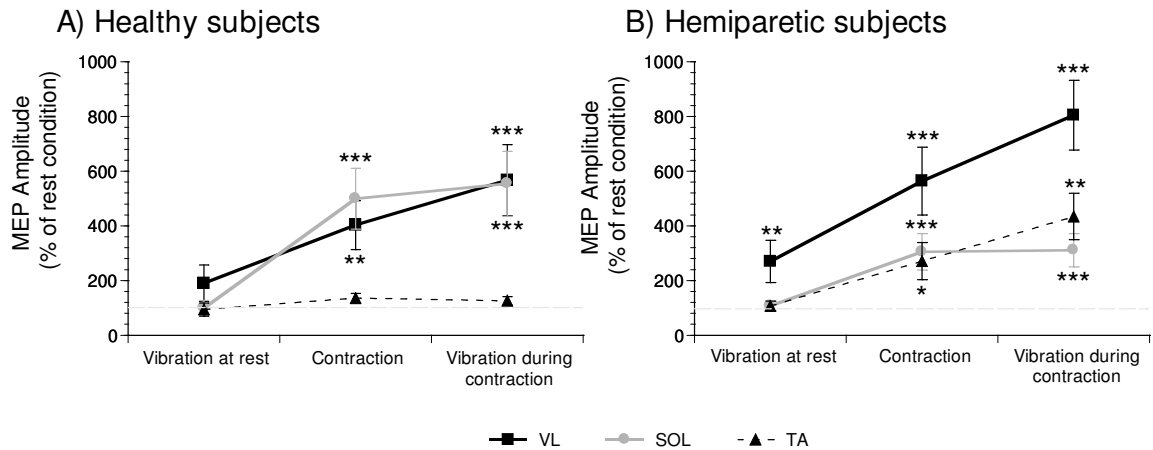 A) Healthy subjects
MEP Amplitude
(% of rest condition)
1000
800
600
400
200
0
***
**
***
***
Vibration at rest
Contraction
Vibration during
contraction
B) Hemiparetic subjects
MEP Amplitude
(% of rest condition)
1000
800
600
400
200
0
**
***
***
*
***
**
***
Vibration at rest
Contraction
Vibration during
contraction
VL
SOL
TA